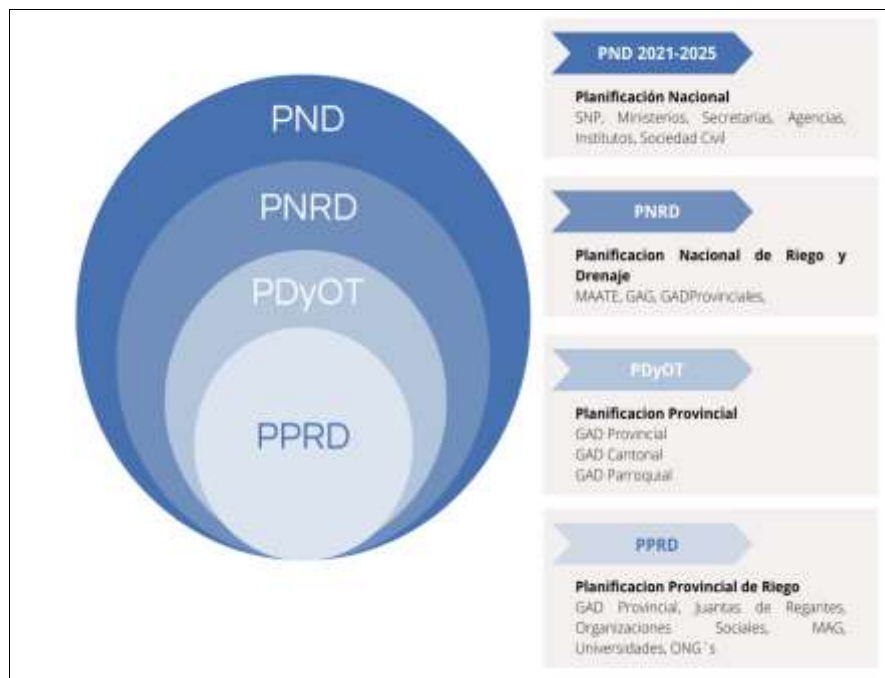 PND
PNRD
PDyOT
PPRD
PND 2021-2025
Planificación Nacional
SNP, Ministerios, Secretarias, Agencias,
Institutos, Sociedad Civil
PNRD
Planificacion Nacional de Riego y
Drenaje
MAATE, GAG, GADProvinciales,
PDyOT
Planificacion Provincial
GAD Provincial
GAD Cantonal
GAD Parroquial
PPRD
Planificacion Provincial de Riego
GAD Provincial, Juantas de Regantes,
Organizaciones Sociales, MAG,
Universidades, ONG´s